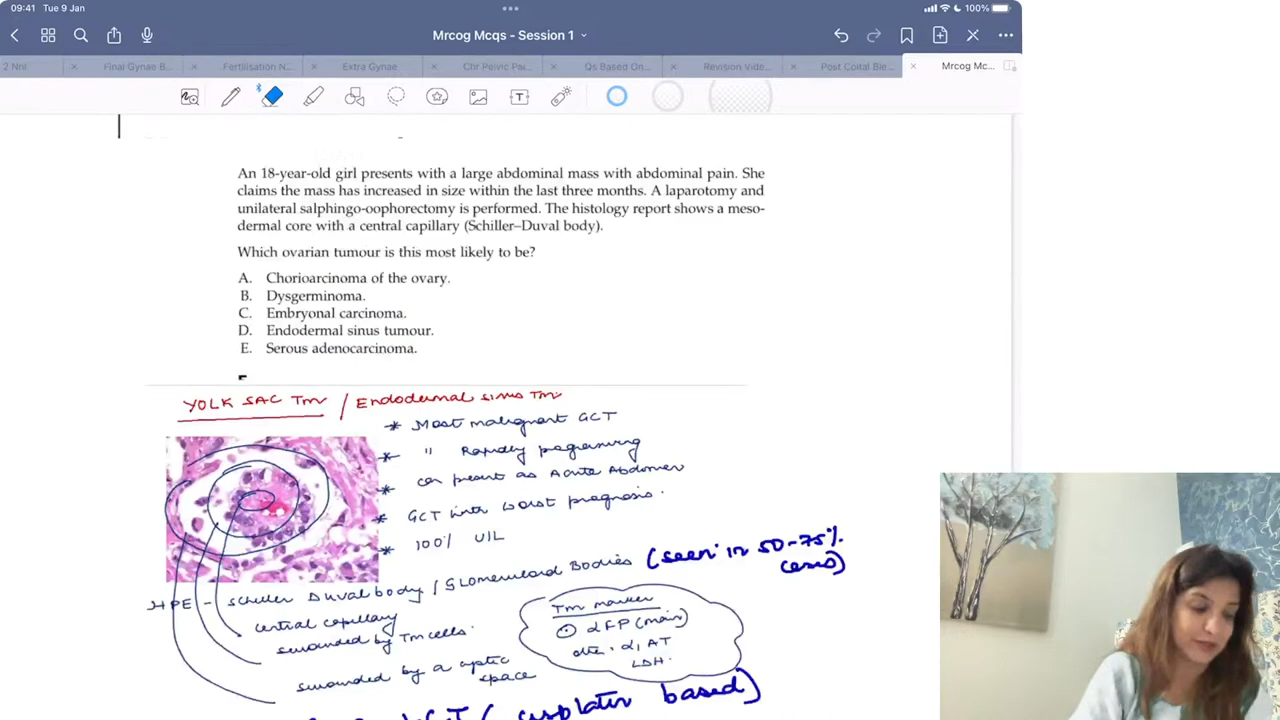 09:41 Tue 9 Jan
100%
Mrcog Mcqs - Session 1
2 Nnl
Final Gynae B...
Fertilisation N...
Extra Gynae
Chr Pelvic Pai...
Qs Based On...
Revision Vide...
Post Coital Ble...
Mrcog Mc...
An 18-year-old girl presents with a large abdominal mass with abdominal pain. She
claims the mass has increased in size within the last three months. A laparotomy and
unilateral salphingo-oophorectomy is performed. The histology report shows a meso-
dermal core with a central capillary (Schiller–Duval body).
Which ovarian tumour is this most likely to be?
A. Chorioarcinoma of the ovary.
B. Dysgerminoma.
C. Embryonal carcinoma.
D. Endodermal sinus tumour.
E. Serous adenocarcinoma.
YOLK SAC Tm / Endodermal sinus Tm
* Most malignant GCT
* " Rapidly progressing
* can present as Acute Abdomen
* GCT with worst prognosis.
* 100% U/L
HPE - schiller Duval body / Glomeruloid Bodies (seen in 50-75% cases)
central capillary
surrounded by Tm cells.
surrounded by a cystic
space
Tm marker
αFP (main)
other. α1 AT
LDH.
(cisplatin based)